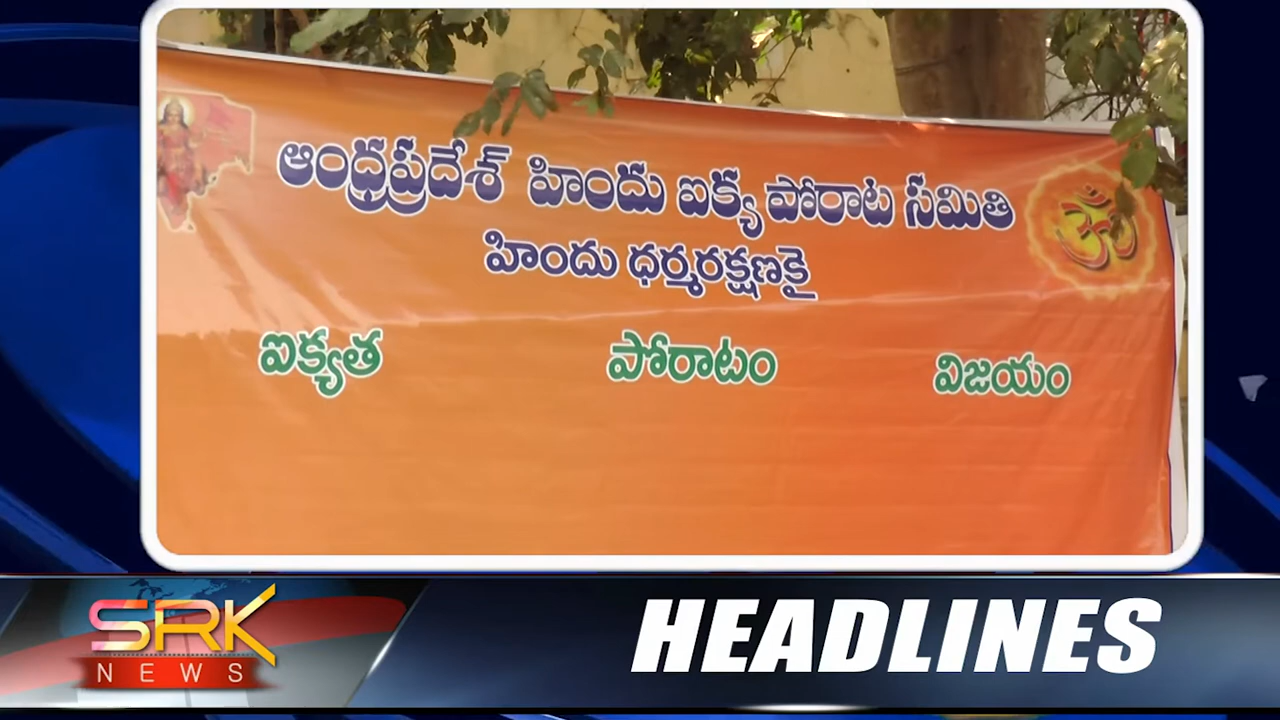 ఆంధ్రప్రదేశ్ హిందు ఐక్య పోరాట సమితి
హిందు ధర్మరక్షణకై
ఐక్యత పోరాటం విజయం
SRK NEWS
HEADLINES